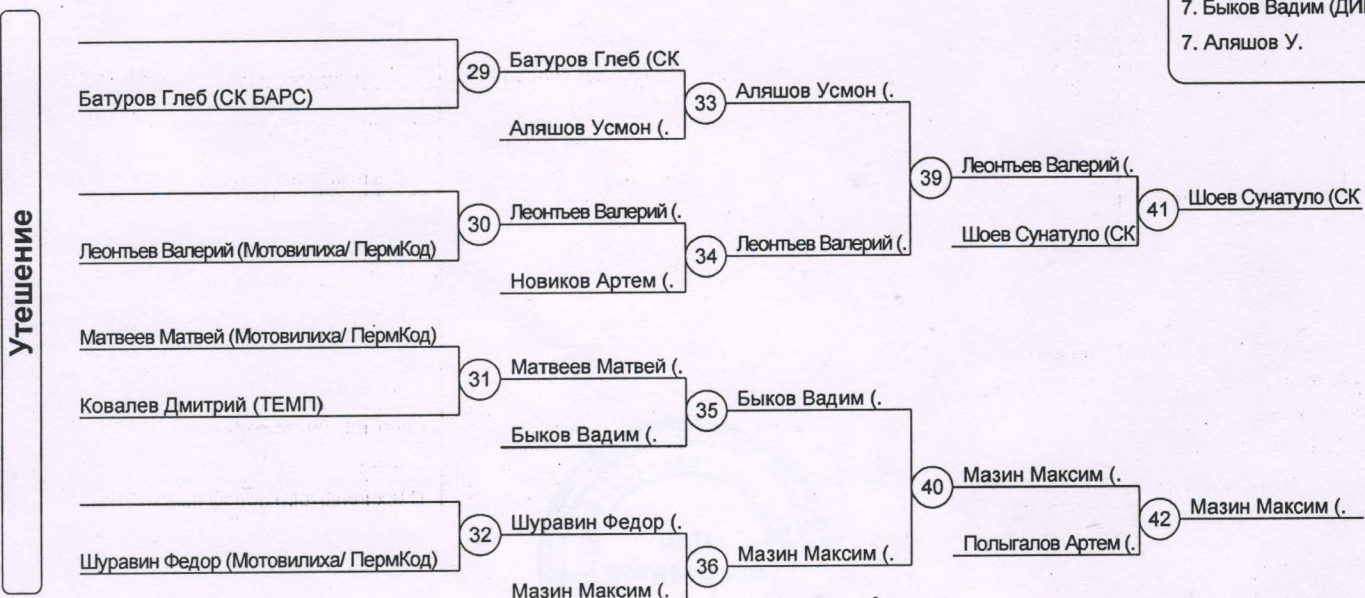 7. Быков Вадим (ДИ
7. Аляшов У.
Утешение
Батуров Глеб (СК БАРС)
29
Батуров Глеб (СК
Аляшов Усмон (.
33
Аляшов Усмон (.
Леонтьев Валерий (Мотовилиха/ ПермКод)
30
Леонтьев Валерий (.
Новиков Артем (.
34
Леонтьев Валерий (.
39
Леонтьев Валерий (.
Шоев Сунатуло (СК
41
Шоев Сунатуло (СК
Матвеев Матвей (Мотовилиха/ ПермКод)
Ковалев Дмитрий (ТЕМП)
31
Матвеев Матвей (.
Быков Вадим (.
35
Быков Вадим (.
Шуравин Федор (Мотовилиха/ ПермКод)
32
Шуравин Федор (.
Мазин Максим (.
36
Мазин Максим (.
40
Мазин Максим (.
Полыгалов Артем (.
42
Мазин Максим (.